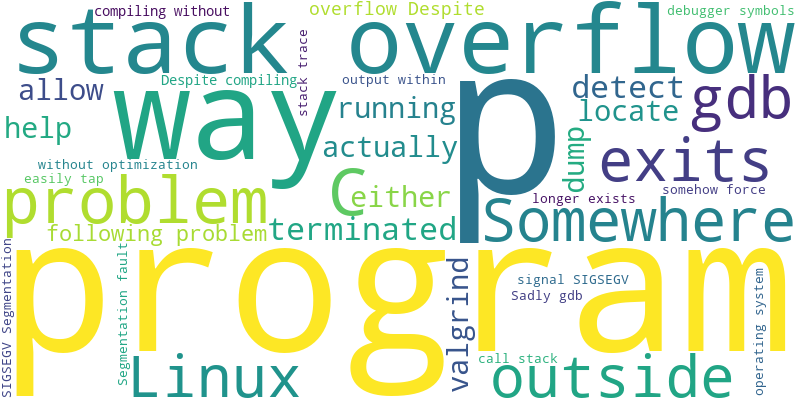 compiling without
overflow Despite
debugger symbols
stack overflow
Despite compiling
stack trace
output within
allow
way
running
p
detect
gdb
locate
help
actually
dump
exits
without optimization
easily tap
problem
C
either
somehow force
longer exists
Somewhere
following problem
terminated
SIGSEGV Segmentation
Segmentation fault
program
valgrind
signal SIGSEGV
Sadly gdb
operating system
Linux
call stack
outside